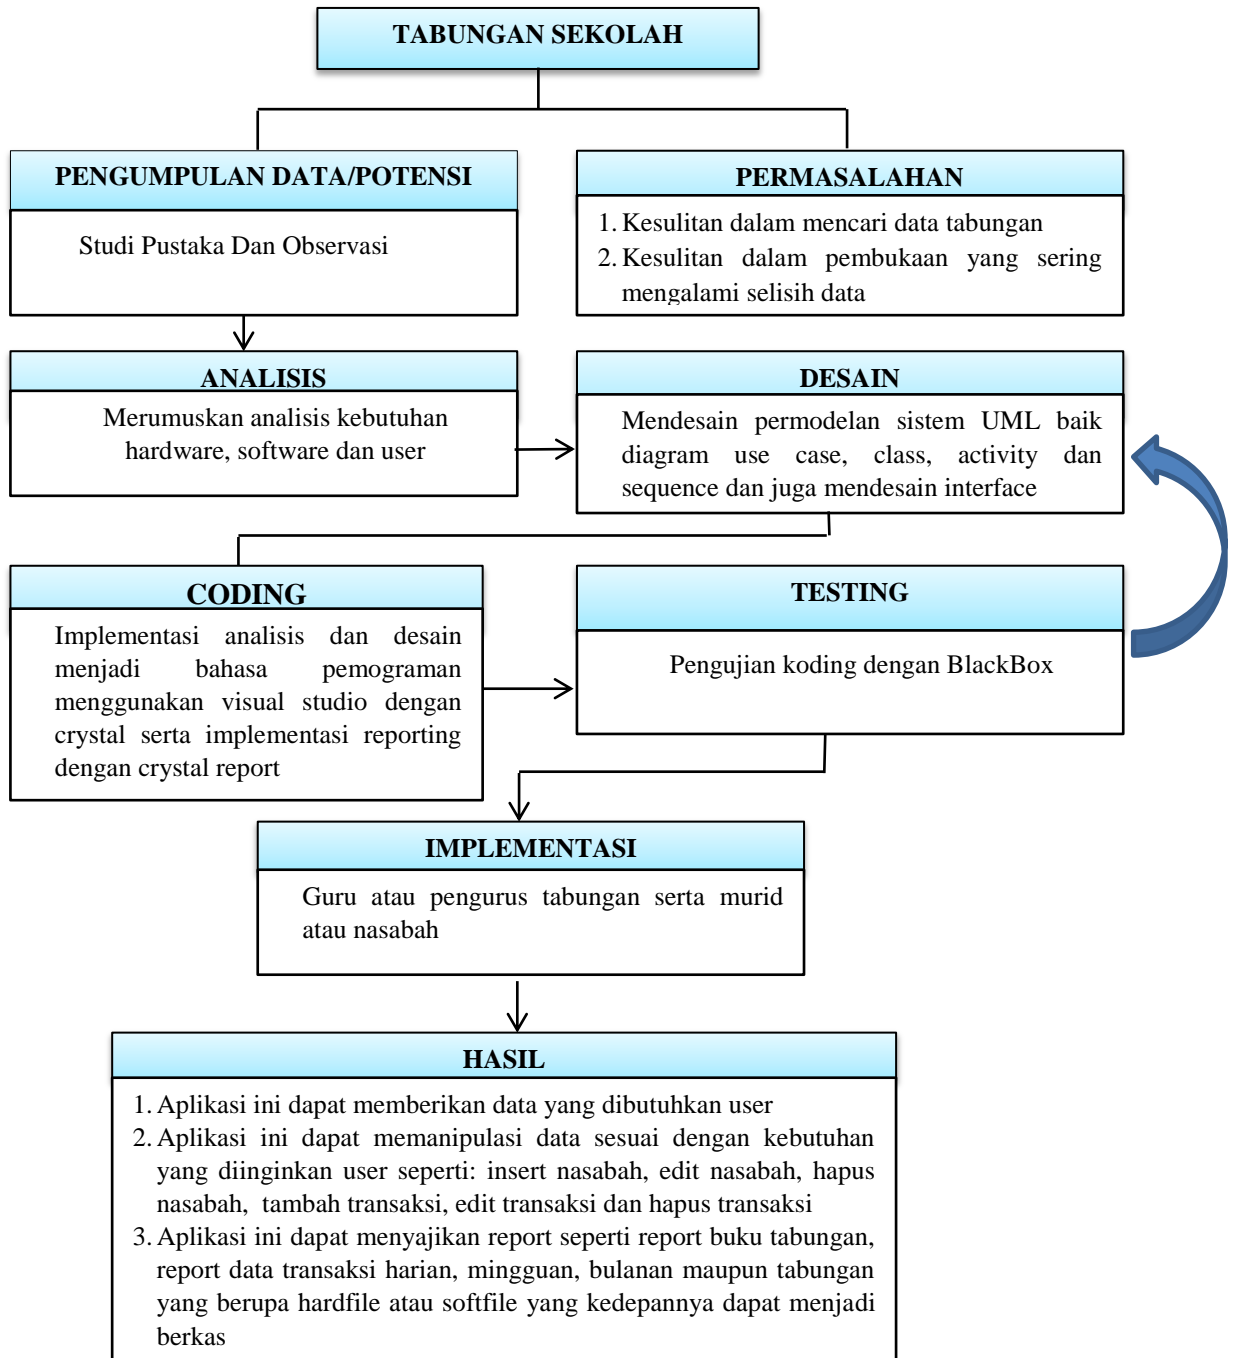 TABUNGAN SEKOLAH
PENGUMPULAN DATA/POTENSI
Studi Pustaka Dan Observasi
PERMASALAHAN
1. Kesulitan dalam mencari data tabungan
2. Kesulitan dalam pembukaan yang sering
mengalami selisih data
ANALISIS
Merumuskan analisis kebutuhan
hardware, software dan user
DESAIN
Mendesain permodelan sistem UML baik
diagram use case, class, activity dan
sequence dan juga mendesain interface
CODING
Implementasi analisis dan desain
menjadi bahasa pemograman
menggunakan visual studio dengan
crystal serta implementasi reporting
dengan crystal report
TESTING
Pengujian koding dengan BlackBox
IMPLEMENTASI
Guru atau pengurus tabungan serta murid
atau nasabah
HASIL
1. Aplikasi ini dapat memberikan data yang dibutuhkan user
2. Aplikasi ini dapat memanipulasi data sesuai dengan kebutuhan
yang diinginkan user seperti: insert nasabah, edit nasabah, hapus
nasabah, tambah transaksi, edit transaksi dan hapus transaksi
3. Aplikasi ini dapat menyajikan report seperti report buku tabungan,
report data transaksi harian, mingguan, bulanan maupun tabungan
yang berupa hardfile atau softfile yang kedepannya dapat menjadi
berkas